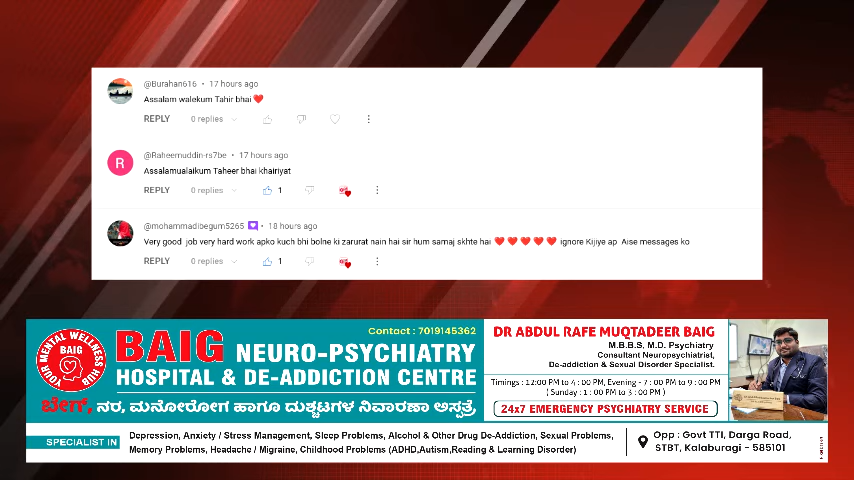 @Burahan616 • 17 hours ago
Assalam walekum Tahir bhai❤️
REPLY 0 replies
R
@Raheemuddin-rs7be • 17 hours ago
Assalamualaikum Taheer bhai khairiyat
REPLY 0 replies 1
@mohammadibegum5265 • 18 hours ago
Very good job very hard work apko kuch bhi bolne ki zarurat nain hai sir hum samaj skhte hai ❤️ ❤️ ❤️ ❤️ ❤️ ignore Kijiye ap Aise messages ko
REPLY 0 replies 1
YOUR MENTAL WELLNESS HUB
BAIG
Contact : 7019145362
BAIG NEURO-PSYCHIATRY
HOSPITAL & DE-ADDICTION CENTRE
ಬೇಗ್, ನರ, ಮನೋರೋಗ ಹಾಗೂ ದುಶ್ಚಟಗಳ ನಿವಾರಣಾ ಆಸ್ಪತ್ರೆ
DR ABDUL RAFE MUQTADEER BAIG
M.B.B.S, M.D. Psychiatry
Consultant Neuropsychiatrist,
De-addiction & Sexual Disorder Specialist.
Timings : 12:00 PM to 4 : 00 PM, Evening - 7 : 00 PM to 9 : 00 PM
( Sunday : 1 : 00 PM to 3 : 00 PM )
24x7 EMERGENCY PSYCHIATRY SERVICE
SPECIALIST IN
Depression, Anxiety / Stress Management, Sleep Problems, Alcohol & Other Drug De-Addiction, Sexual Problems,
Memory Problems, Headache / Migraine, Childhood Problems (ADHD,Autism,Reading & Learning Disorder)
Opp : Govt TTI, Darga Road,
STBT, Kalaburagi - 585101